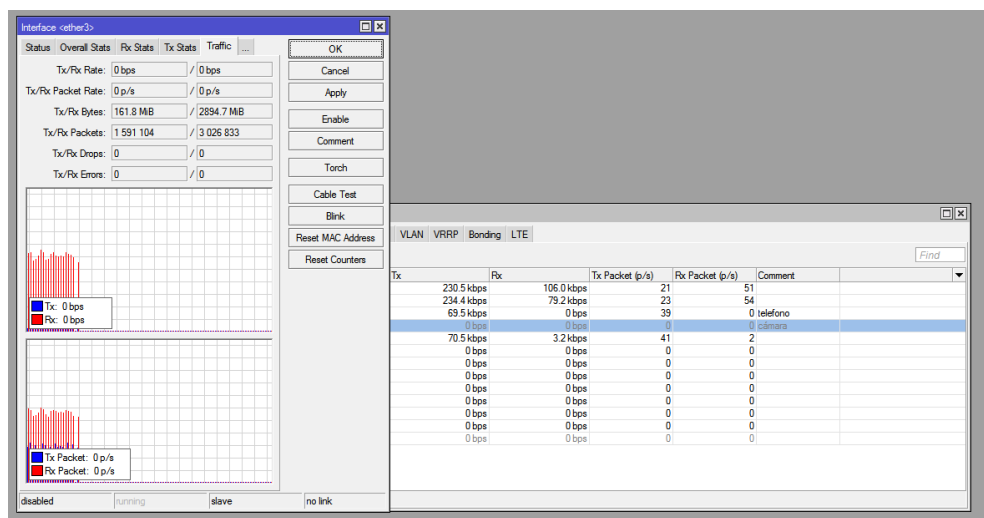 Interface <ether3>
Status Overall Stats Rx Stats Tx Stats Traffic ...
Tx/Rx Rate: 0 bps / 0 bps
Tx/Rx Packet Rate: 0 p/s / 0 p/s
Tx/Rx Bytes: 161.8 MiB / 2894.7 MiB
Tx/Rx Packets: 1 591 104 / 3 026 833
Tx/Rx Drops: 0 / 0
Tx/Rx Errors: 0 / 0
Tx: 0 bps
Rx: 0 bps
Tx Packet: 0 p/s
Rx Packet: 0 p/s
disabled running slave no link
OK
Cancel
Apply
Enable
Comment
Torch
Cable Test
Blink
Reset MAC Address
Reset Counters
VLAN VRRP Bonding LTE
Find
Tx Rx Tx Packet (p/s) Rx Packet (p/s) Comment
230.5 kbps 106.0 kbps 21 51
234.4 kbps 79.2 kbps 23 54
69.5 kbps 0 bps 39 0 telefono
0 bps 0 bps 0 0 cámara
70.5 kbps 3.2 kbps 41 2
0 bps 0 bps 0 0
0 bps 0 bps 0 0
0 bps 0 bps 0 0
0 bps 0 bps 0 0
0 bps 0 bps 0 0
0 bps 0 bps 0 0
0 bps 0 bps 0 0
0 bps 0 bps 0 0